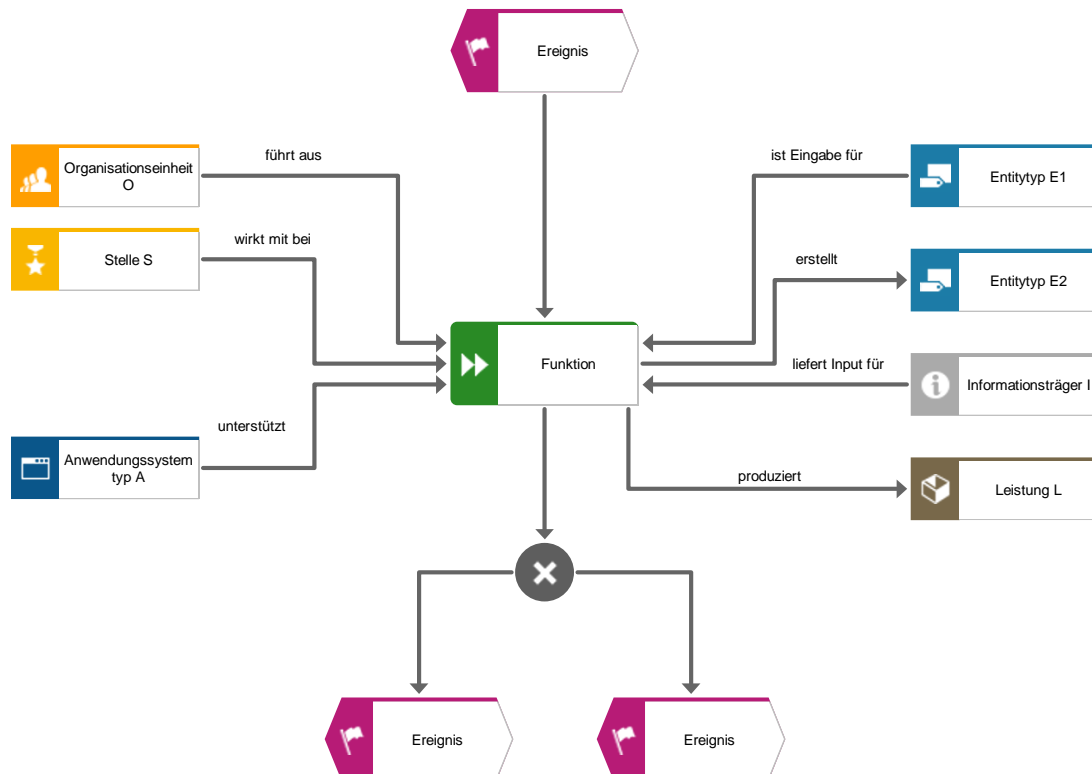 Ereignis
führt aus
ist Eingabe für
Organisationseinheit
O
Entitytyp E1
wirkt mit bei
Stelle S
erstellt
Entitytyp E2
Funktion
liefert Input für
Informationsträger I
unterstützt
Anwendungssystem
typ A
produziert
Leistung L
Ereignis
Ereignis